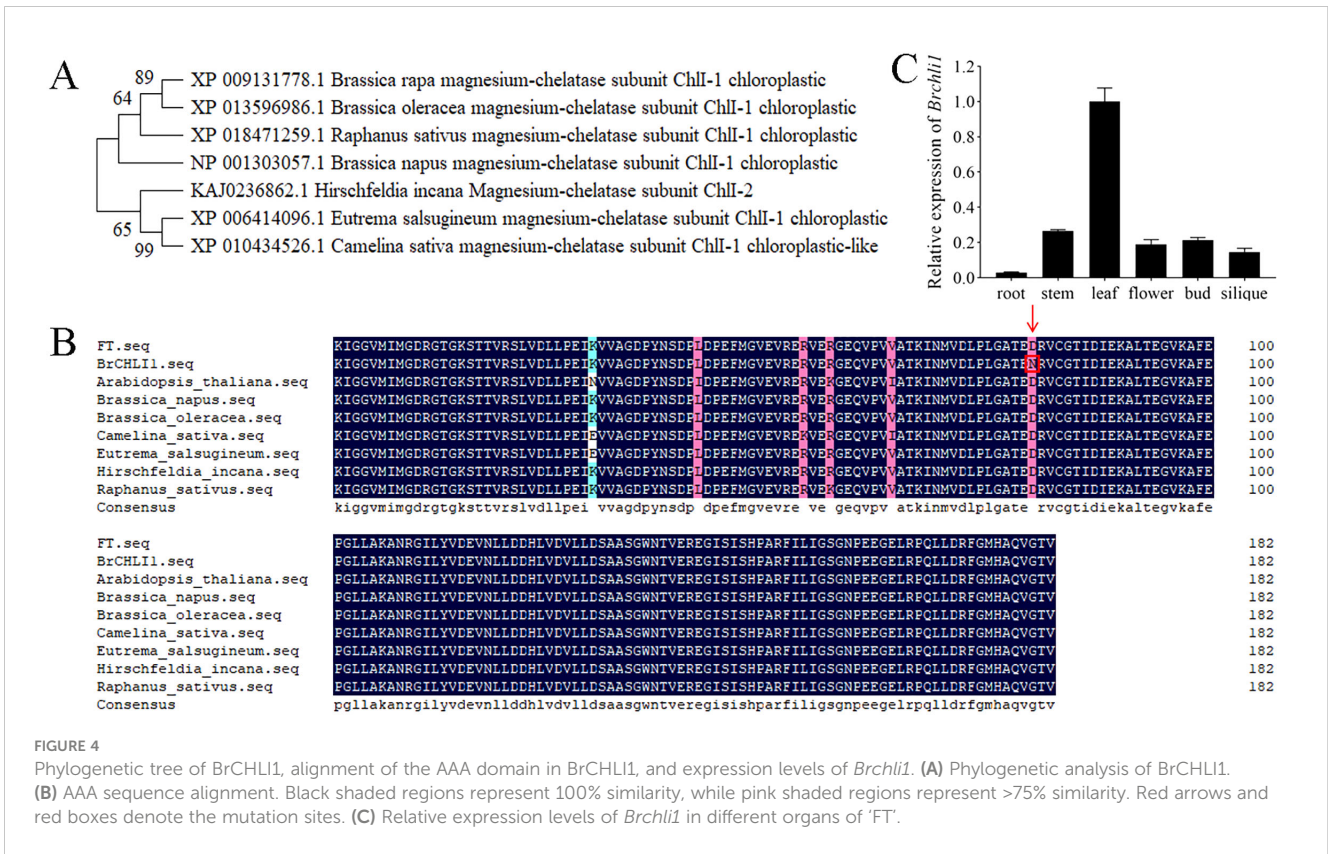 A
89
64
65
99
XP 009131778.1 Brassica rapa magnesium-chelatase subunit ChlI-1 chloroplastic
XP 013596986.1 Brassica oleracea magnesium-chelatase subunit ChlI-1 chloroplastic
XP 018471259.1 Raphanus sativus magnesium-chelatase subunit ChlI-1 chloroplastic
NP 001303057.1 Brassica napus magnesium-chelatase subunit ChlI-1 chloroplastic
KAJ0236862.1 Hirschfeldia incana Magnesium-chelatase subunit ChlI-2
XP 006414096.1 Eutrema salsugineum magnesium-chelatase subunit ChlI-1 chloroplastic
XP 010434526.1 Camelina sativa magnesium-chelatase subunit ChlI-1 chloroplastic-like
C
Relative expression of Brchli1
1.2
1.0
0.8
0.6
0.4
0.2
0.0
root stem leaf flower bud silique
B
FT.seq KIGGVMIMGDRGTGKSTTVRSLVDLLPEIKVVAGDPYNSDPLDPEFMGVEVRERVERGEQVPVVATKINMVDLPLGATEDRVCGTIDIEKALTEGVKAFE 100
BrCHLI1.seq KIGGVMIMGDRGTGKSTTVRSLVDLLPEIKVVAGDPYNSDPLDPEFMGVEVRERVERGEQVPVVATKINMVDLPLGATENRVCGTIDIEKALTEGVKAFE 100
Arabidopsis_thaliana.seq KIGGVMIMGDRGTGKSTTVRSLVDLLPEINVVAGDPYNSDPIDPEFMGVEVRERVEKGEQVPVIATKINMVDLPLGATEDRVCGTIDIEKALTEGVKAFE 100
Brassica_napus.seq KIGGVMIMGDRGTGKSTTVRSLVDLLPEIKVVAGDPYNSDPLDPEFMGVEVRERVERGEQVPVVATKINMVDLPLGATEDRVCGTIDIEKALTEGVKAFE 100
Brassica_oleracea.seq KIGGVMIMGDRGTGKSTTVRSLVDLLPEIKVVAGDPYNSDPLDPEFMGVEVRERVERGEQVPVVATKINMVDLPLGATEDRVCGTIDIEKALTEGVKAFE 100
Camelina_sativa.seq KIGGVMIMGDRGTGKSTTVRSLVDLLPEIEVVAGDPYNSDPLDPEFMGVEVREKVERGEQVPVIATKINMVDLPLGATEDRVCGTIDIEKALTEGVKAFE 100
Eutrema_salsugineum.seq KIGGVMIMGDRGTGKSTTVRSLVDLLPEIEVVAGDPYNSDPLDPEFMGVEVRERVERGEQVPVVATKINMVDLPLGATEDRVCGTIDIEKALTEGVKAFE 100
Hirschfeldia_incana.seq KIGGVMIMGDRGTGKSTTVRSLVDLLPEIKVVAGDPYNSDPLDPEFMGVEVRERVERGEQVPVVATKINMVDLPLGATEDRVCGTIDIEKALTEGVKAFE 100
Raphanus_sativus.seq KIGGVMIMGDRGTGKSTTVRSLVDLLPEIKVVAGDPYNSDPLDPEFMGVEVRERVEKGEQVPVVATKINMVDLPLGATEDRVCGTIDIEKALTEGVKAFE 100
Consensus kiggvmimgdrgtgksttvrslvdllpei vvagdpynsdp dpefmgvevre ve geqvpv atkinmvdlplgate rvcgtidiekaltegvkafe
FT.seq PGLLAKANRGILYVDEVNLLDDHLVDVLLDSAASGWNTVEREGISISHPARFILIGSGNPEEGELRPQLLDRFGMHAQVGTV 182
BrCHLI1.seq PGLLAKANRGILYVDEVNLLDDHLVDVLLDSAASGWNTVEREGISISHPARFILIGSGNPEEGELRPQLLDRFGMHAQVGTV 182
Arabidopsis_thaliana.seq PGLLAKANRGILYVDEVNLLDDHLVDVLLDSAASGWNTVEREGISISHPARFILIGSGNPEEGELRPQLLDRFGMHAQVGTV 182
Brassica_napus.seq PGLLAKANRGILYVDEVNLLDDHLVDVLLDSAASGWNTVEREGISISHPARFILIGSGNPEEGELRPQLLDRFGMHAQVGTV 182
Brassica_oleracea.seq PGLLAKANRGILYVDEVNLLDDHLVDVLLDSAASGWNTVEREGISISHPARFILIGSGNPEEGELRPQLLDRFGMHAQVGTV 182
Camelina_sativa.seq PGLLAKANRGILYVDEVNLLDDHLVDVLLDSAASGWNTVEREGISISHPARFILIGSGNPEEGELRPQLLDRFGMHAQVGTV 182
Eutrema_salsugineum.seq PGLLAKANRGILYVDEVNLLDDHLVDVLLDSAASGWNTVEREGISISHPARFILIGSGNPEEGELRPQLLDRFGMHAQVGTV 182
Hirschfeldia_incana.seq PGLLAKANRGILYVDEVNLLDDHLVDVLLDSAASGWNTVEREGISISHPARFILIGSGNPEEGELRPQLLDRFGMHAQVGTV 182
Raphanus_sativus.seq PGLLAKANRGILYVDEVNLLDDHLVDVLLDSAASGWNTVEREGISISHPARFILIGSGNPEEGELRPQLLDRFGMHAQVGTV 182
Consensus pgllakanrgilyvdevnllddhlvdvlldsaasgwntveregisishparfiligsgnpeegelrpqlldrfgmhaqvgtv
FIGURE 4
Phylogenetic tree of BrCHLI1, alignment of the AAA domain in BrCHLI1, and expression levels of Brchli1. (A) Phylogenetic analysis of BrCHLI1.
(B) AAA sequence alignment. Black shaded regions represent 100% similarity, while pink shaded regions represent >75% similarity. Red arrows and
red boxes denote the mutation sites. (C) Relative expression levels of Brchli1 in different organs of 'FT'.